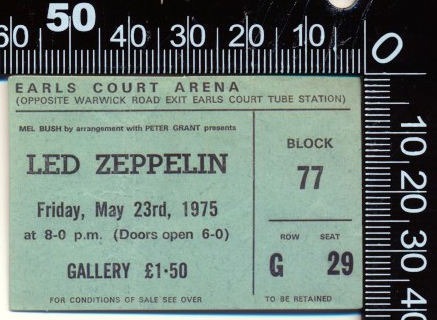 60 50 40 30 20 10 0
EARLS COURT ARENA
(OPPOSITE WARWICK ROAD EXIT EARLS COURT TUBE STATION)
MEL BUSH by arrangement with PETER GRANT presents
LED ZEPPELIN
Friday, May 23rd, 1975
at 8-0 p.m. (Doors open 6-0)
GALLERY £1·50
FOR CONDITIONS OF SALE SEE OVER
BLOCK
77
ROW SEAT
G 29
TO BE RETAINED
10
20
30
40